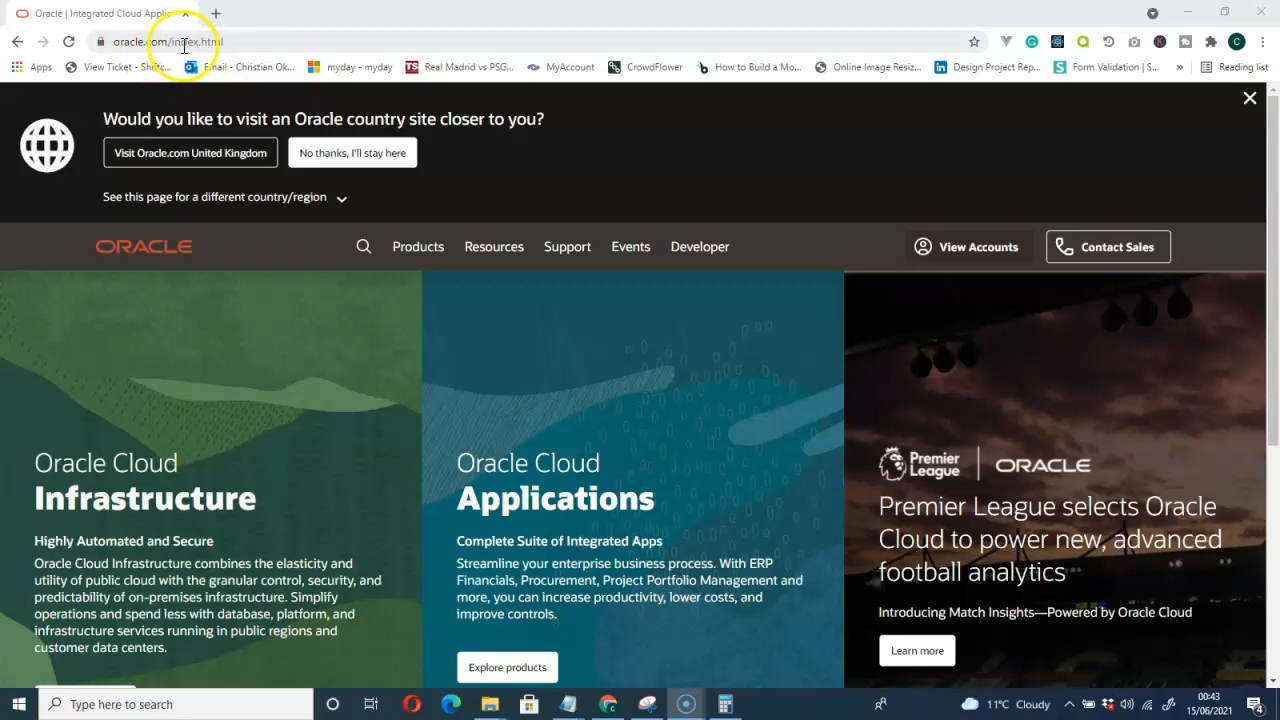 Oracle | Integrated Cloud Applic
oracle.com/index.html
Apps
View Ticket - Shiftc...
Email - Christian Ok...
myday - myday
Real Madrid vs PSG...
MyAccount
CrowdFlower
How to Build a Mo...
Online Image Resiz...
Design Project Rep...
Form Validation | S...
»
Reading list
Would you like to visit an Oracle country site closer to you?
Visit Oracle.com United Kingdom
No thanks, I'll stay here
See this page for a different country/region
ORACLE
Products
Resources
Support
Events
Developer
View Accounts
Contact Sales
Oracle Cloud
Infrastructure
Highly Automated and Secure
Oracle Cloud Infrastructure combines the elasticity and
utility of public cloud with the granular control, security, and
predictability of on-premises infrastructure. Simplify
operations and spend less with database, platform, and
infrastructure services running in public regions and
customer data centers.
Oracle Cloud
Applications
Complete Suite of Integrated Apps
Streamline your enterprise business process. With ERP
Financials, Procurement, Project Portfolio Management and
more, you can increase productivity, lower costs, and
improve controls.
Explore products
Premier
League
ORACLE
Premier League selects Oracle
Cloud to power new, advanced
football analytics
Introducing Match Insights—Powered by Oracle Cloud
Learn more
Type here to search
11°C Cloudy
00:43
15/06/2021